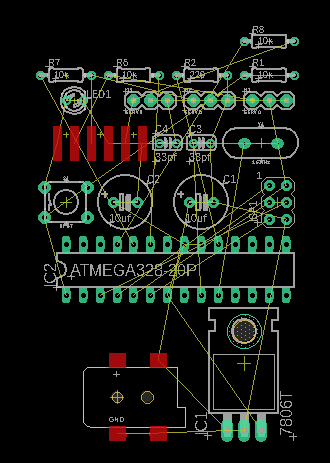 R8
10k
R7
10k
R6
10k
R2
220
R1
10k
LED1
C4
C3
33pf
33pf
C2
C1
10uf
10uf
1
IC2
ATMEGA328-20P
GND
IC1
7806T